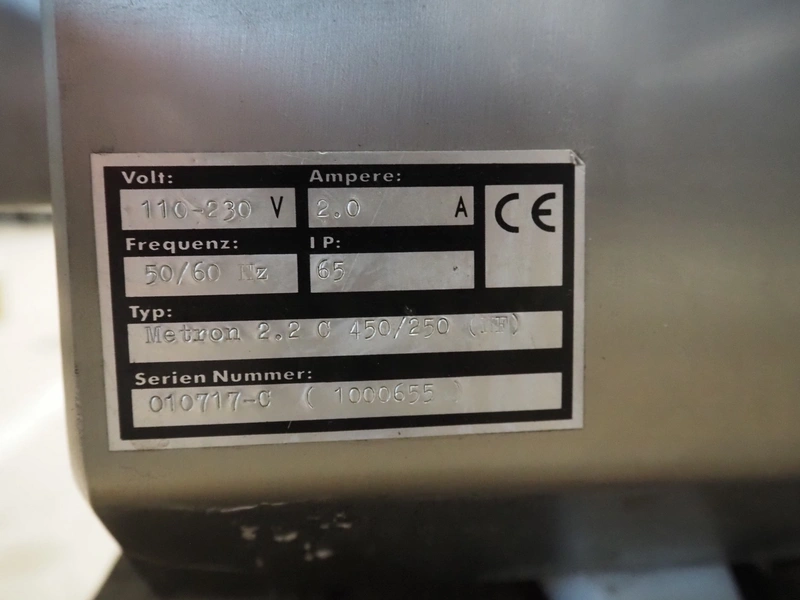 Volt: Ampere:
110-230 V 2.0 A CE
Frequenz: IP:
50/60 Hz 65
Typ:
Metron 2.2 C 450/250
Serien Nummer:
010717-C ( 1000655 )